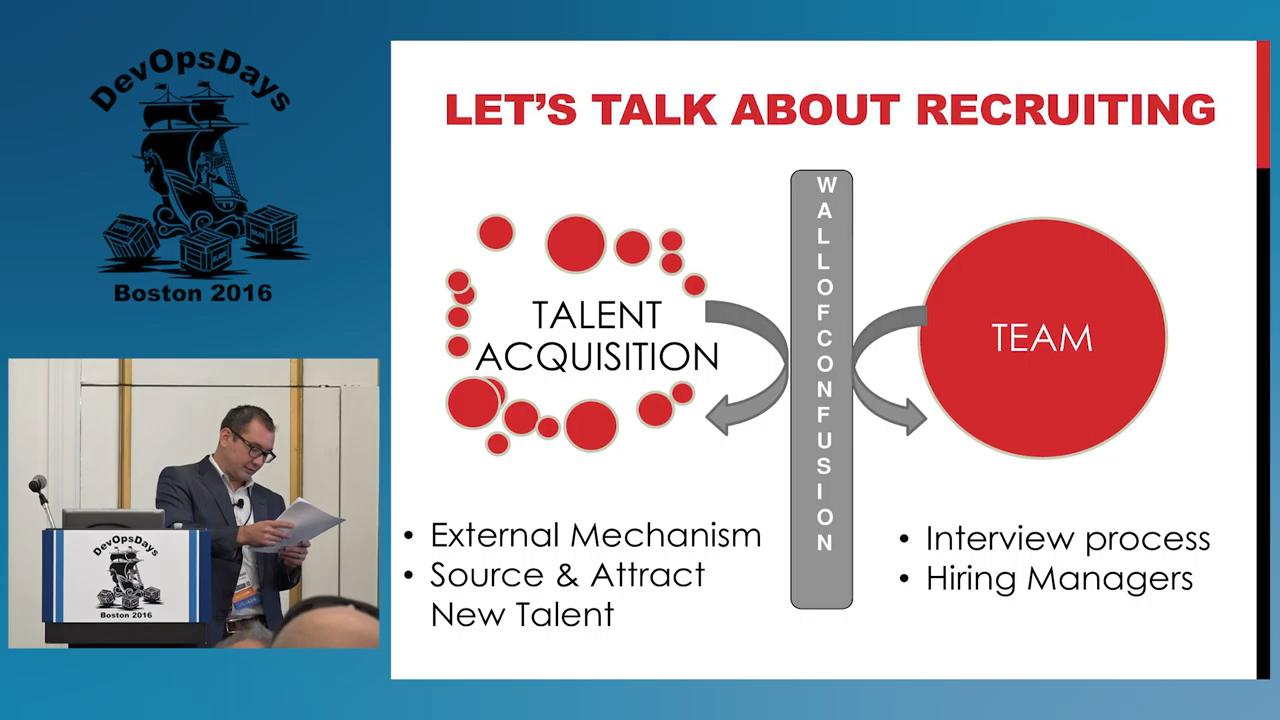 DevOpsDays
Boston 2016
LET'S TALK ABOUT RECRUITING
TALENT
ACQUISITION
WALLOFCONFUSION
TEAM
• External Mechanism
• Source & Attract
New Talent
• Interview process
• Hiring Managers
DevOpsDays
Boston 2016